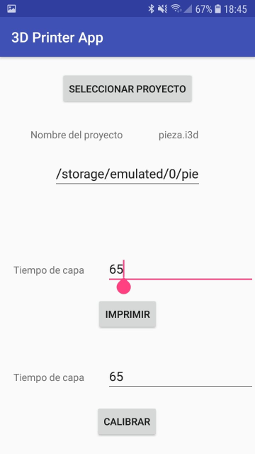 67% 18:45
3D Printer App
SELECCIONAR PROYECTO
Nombre del proyecto pieza.i3d
/storage/emulated/0/pie
Tiempo de capa 65
IMPRIMIR
Tiempo de capa 65
CALIBRAR